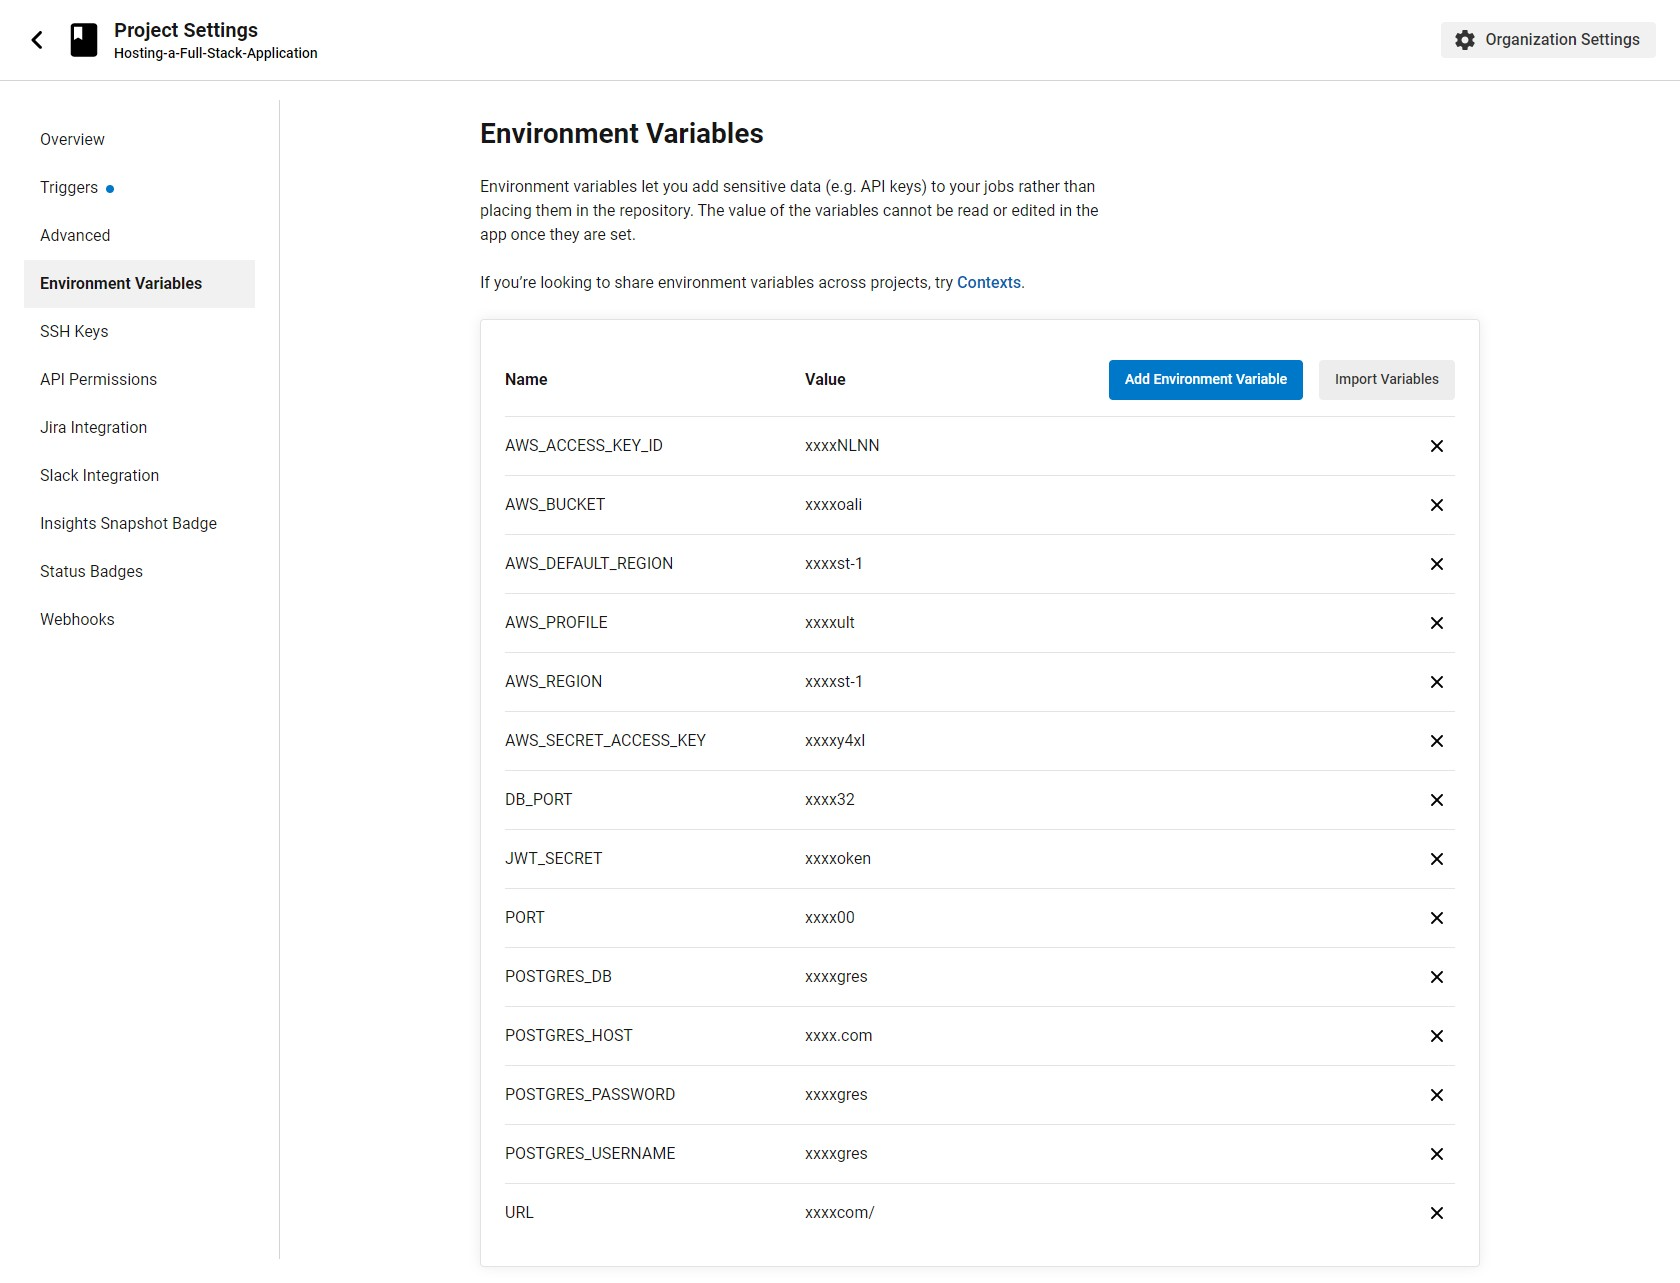 Project Settings
Hosting-a-Full-Stack-Application
Organization Settings
Overview
Triggers
Advanced
Environment Variables
SSH Keys
API Permissions
Jira Integration
Slack Integration
Insights Snapshot Badge
Status Badges
Webhooks
Environment Variables
Environment variables let you add sensitive data (e.g. API keys) to your jobs rather than
placing them in the repository. The value of the variables cannot be read or edited in the
app once they are set.
If you’re looking to share environment variables across projects, try Contexts.
Name Value Add Environment Variable Import Variables
AWS_ACCESS_KEY_ID xxxxNLNN
AWS_BUCKET xxxxoali
AWS_DEFAULT_REGION xxxxst-1
AWS_PROFILE xxxxult
AWS_REGION xxxxst-1
AWS_SECRET_ACCESS_KEY xxxxy4xl
DB_PORT xxxx32
JWT_SECRET xxxxoken
PORT xxxx00
POSTGRES_DB xxxxgres
POSTGRES_HOST xxxx.com
POSTGRES_PASSWORD xxxxgres
POSTGRES_USERNAME xxxxgres
URL xxxxcom/